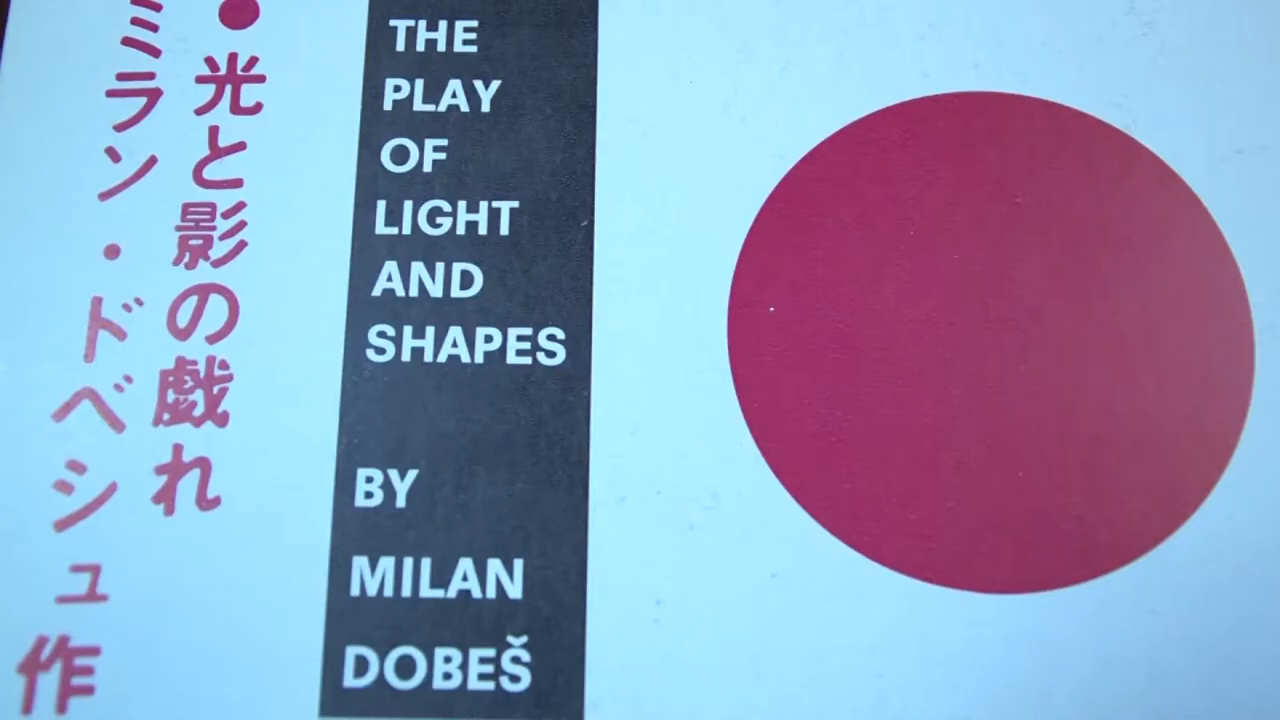 ●光と影の戯れ
ミラン・ドベシュ作
THE
PLAY
OF
LIGHT
AND
SHAPES
BY
MILAN
DOBEŠ